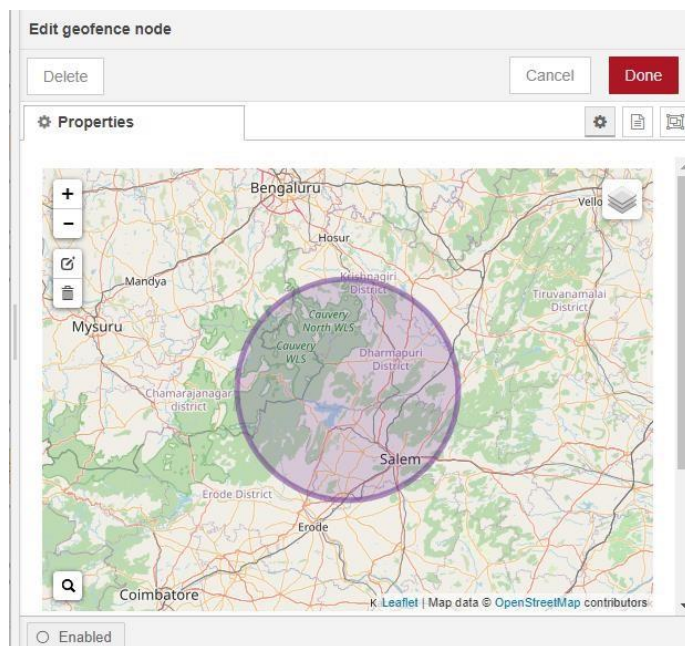 Edit geofence node
Delete
Cancel
Done
Properties
+
−
Bengaluru
Vello
Hosur
Mandya
Krishnagiri
District
Tiruvanamalai
District
Mysuru
Cauvery
North WLS
Cauvery
WLS
Dharmapuri
District
Chamarajanagar
district
Salem
Erode District
Erode
Coimbatore
K Leaflet | Map data © OpenStreetMap contributors
Enabled